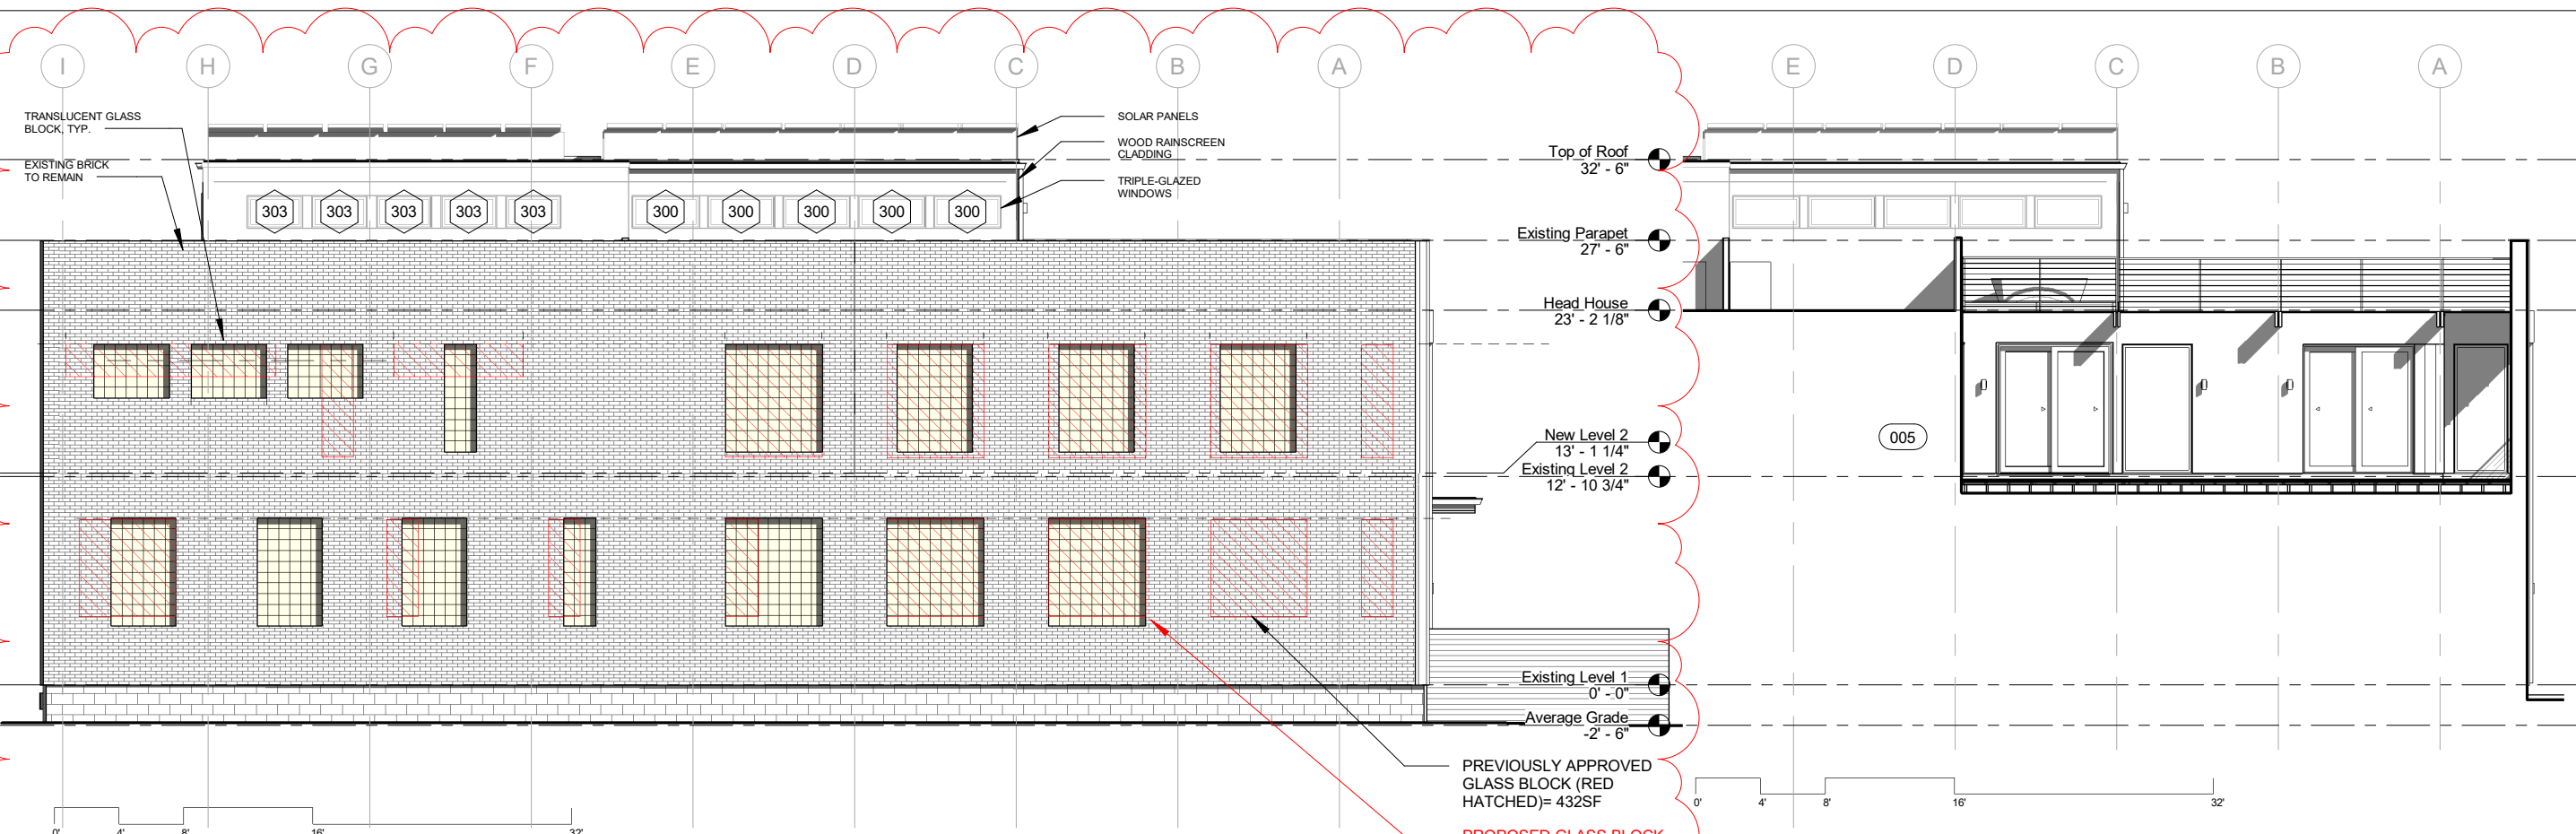 I H G F E D C B A
E D C B A
TRANSLUCENT GLASS
BLOCK, TYP.
EXISTING BRICK
TO REMAIN
SOLAR PANELS
WOOD RAINSCREEN
CLADDING
TRIPLE-GLAZED
WINDOWS
303 303 303 303 303 300 300 300 300 300
Top of Roof
32' - 6"
Existing Parapet
27' - 6"
Head House
23' - 2 1/8"
New Level 2
13' - 1 1/4"
Existing Level 2
12' - 10 3/4"
005
Existing Level 1
0' - 0"
Average Grade
-2' - 6"
PREVIOUSLY APPROVED
GLASS BLOCK (RED
HATCHED)= 432SF
PROPOSED GLASS BLOCK
0' 4' 8' 16' 32'
0' 4' 8' 16' 32'